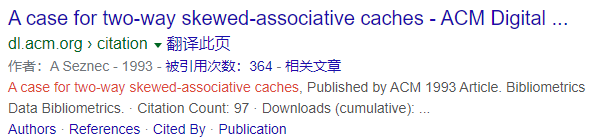 A case for two-way skewed-associative caches - ACM Digital ...
dl.acm.org › citation ▾ 翻译此页
作者：A Seznec - 1993 - 被引用次数：364 - 相关文章
A case for two-way skewed-associative caches, Published by ACM 1993 Article. Bibliometrics
Data Bibliometrics. · Citation Count: 97 · Downloads (cumulative): ...
Authors · References · Cited By · Publication